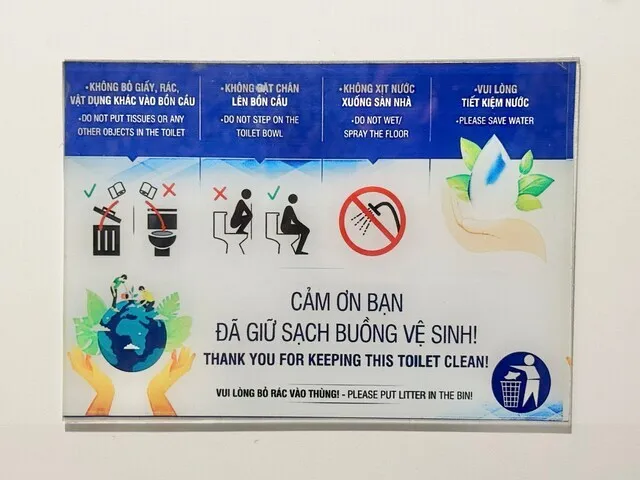 •KHÔNG BỎ GIẤY, RÁC,
VẬT DỤNG KHÁC VÀO BỒN CẦU
•DO NOT PUT TISSUES OR ANY
OTHER OBJECTS IN THE TOILET
•KHÔNG ĐẶT CHÂN
LÊN BỒN CẦU
•DO NOT STEP ON THE
TOILET BOWL
•KHÔNG XỊT NƯỚC
XUỐNG SÀN NHÀ
•DO NOT WET/
SPRAY THE FLOOR
•VUI LÒNG
TIẾT KIỆM NƯỚC
•PLEASE SAVE WATER
CẢM ƠN BẠN
ĐÃ GIỮ SẠCH BUỒNG VỆ SINH!
THANK YOU FOR KEEPING THIS TOILET CLEAN!
VUI LÒNG BỎ RÁC VÀO THÙNG! - PLEASE PUT LITTER IN THE BIN!